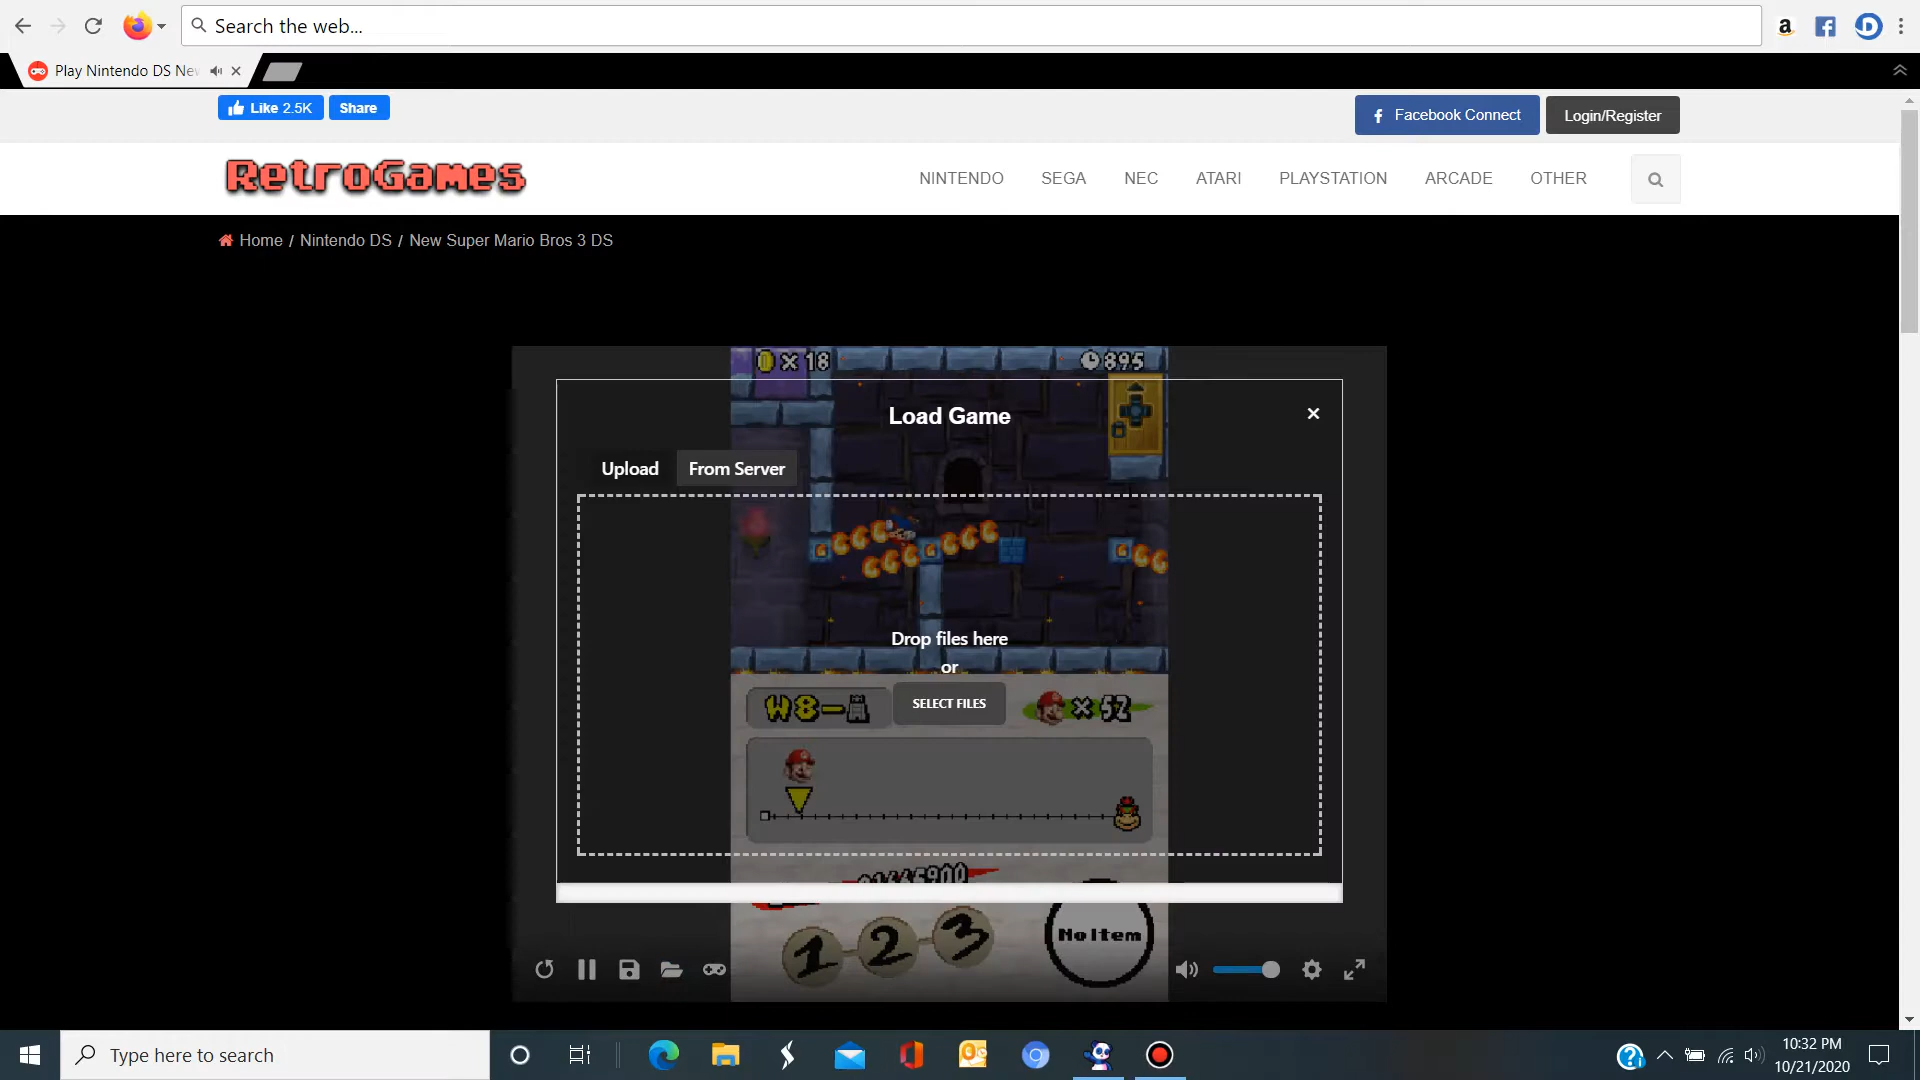 Search the web...
Play Nintendo DS Ne
Like 2.5K
Share
Facebook Connect
Login/Register
RetroGames
NINTENDO
SEGA
NEC
ATARI
PLAYSTATION
ARCADE
OTHER
Home / Nintendo DS / New Super Mario Bros 3 DS
x 18
895
Load Game
Upload
From Server
Drop files here
or
SELECT FILES
W8-
x 52
1-2-3
No Item
Type here to search
10:32 PM
10/21/2020